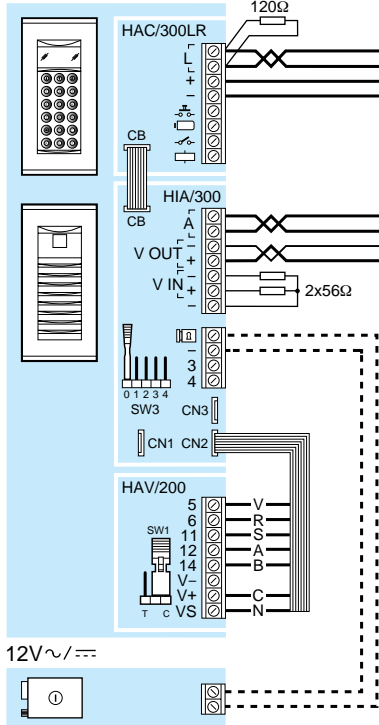 120Ω
HAC/300LR
L
+
–
CB
CB
HIA/300
A
–
V OUT
+
–
V IN
+
–
2x56Ω
–
3
4
0 1 2 3 4
SW3
CN3
CN1 CN2
HAV/200
5 V
6 R
11 S
12 A
14 B
V–
V+ C
VS N
SW1
T C
12V∼/⎓